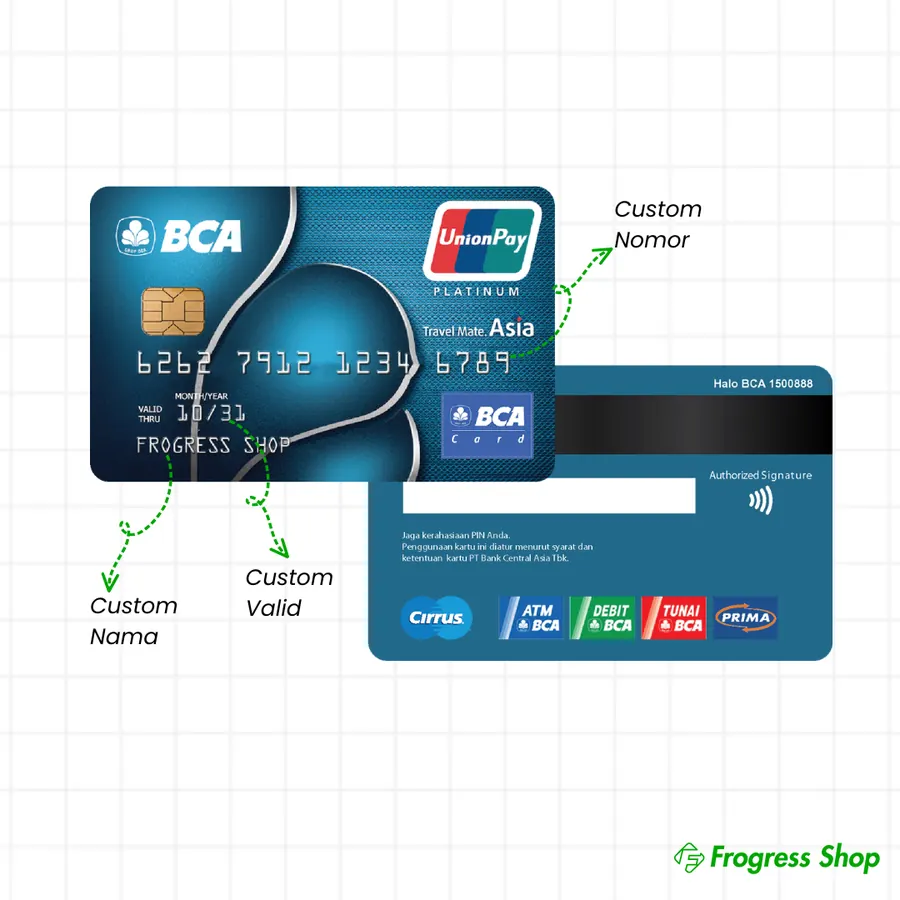 BCA
UnionPay
PLATINUM
Travel Mate. Asia
6262 7912 1234 6789
MONTH/YEAR
VALID
THRU
10/31
FROGRESS SHOP
BCA
Card
Custom
Nomor
Halo BCA 1500888
Authorized Signature
Jaga kerahasiaan PIN Anda.
Penggunaan kartu ini diatur menurut syarat dan
ketentuan kartu PT Bank Central Asia Tbk.
Cirrus
ATM
BCA
DEBIT
BCA
TUNAI
BCA
PRIMA
Custom
Nama
Custom
Valid
Frogress Shop